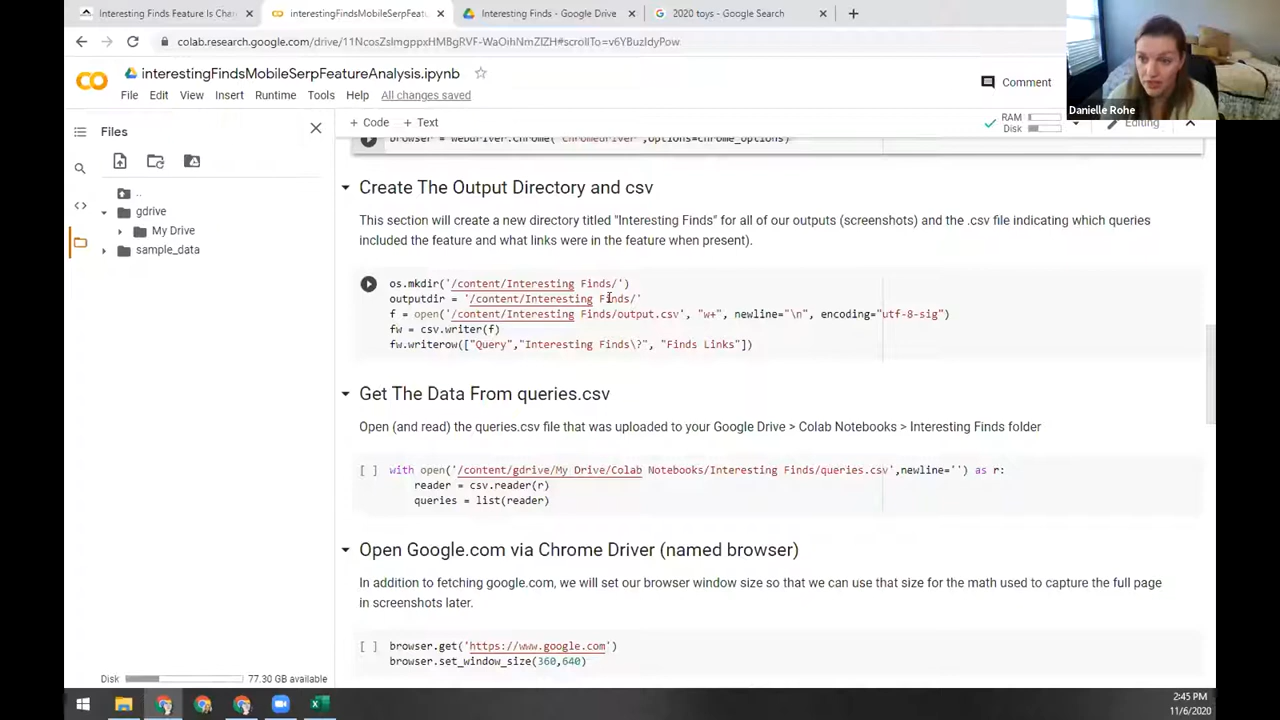 Interesting Finds Feature Is Chan
interestingFindsMobileSerpFeatu
Interesting Finds - Google Drive
2020 toys - Google Search
colab.research.google.com/drive/11NcosZsImgppxHMBgRVF-WaOihNmZIZH#scrollTo=v6YBuzIdyPow
interestingFindsMobileSerpFeatureAnalysis.ipynb
File Edit View Insert Runtime Tools Help All changes saved
Comment
Danielle Rohe
Files
+ Code + Text
RAM
Disk
Editing
browser = webdriver.Chrome('chromedriver',options=chrome_options)
..
gdrive
My Drive
sample_data
Create The Output Directory and csv
This section will create a new directory titled "Interesting Finds" for all of our outputs (screenshots) and the .csv file indicating which queries
included the feature and what links were in the feature when present).
os.mkdir('/content/Interesting Finds/')
outputdir = '/content/Interesting Finds/'
f = open('/content/Interesting Finds/output.csv', "w+", newline="\n", encoding="utf-8-sig")
fw = csv.writer(f)
fw.writerow(["Query","Interesting Finds\?", "Finds Links"])
Get The Data From queries.csv
Open (and read) the queries.csv file that was uploaded to your Google Drive > Colab Notebooks > Interesting Finds folder
[ ] with open('/content/gdrive/My Drive/Colab Notebooks/Interesting Finds/queries.csv',newline='') as r:
reader = csv.reader(r)
queries = list(reader)
Open Google.com via Chrome Driver (named browser)
In addition to fetching google.com, we will set our browser window size so that we can use that size for the math used to capture the full page
in screenshots later.
[ ] browser.get('https://www.google.com')
browser.set_window_size(360,640)
Disk 77.30 GB available
2:45 PM
11/6/2020